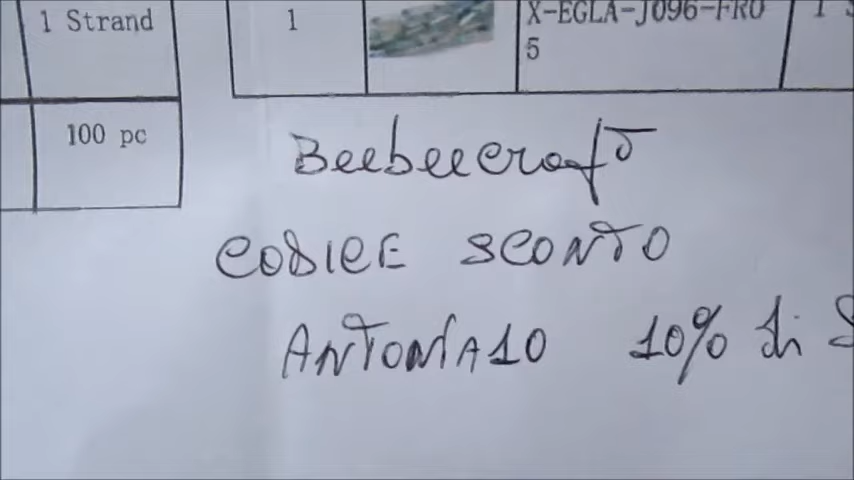 1 Strand
1
X-EGLA-J096-FR0
5
100 pc
Beebeecraft
CODICE SCONTO
ANTONIA10 10% di